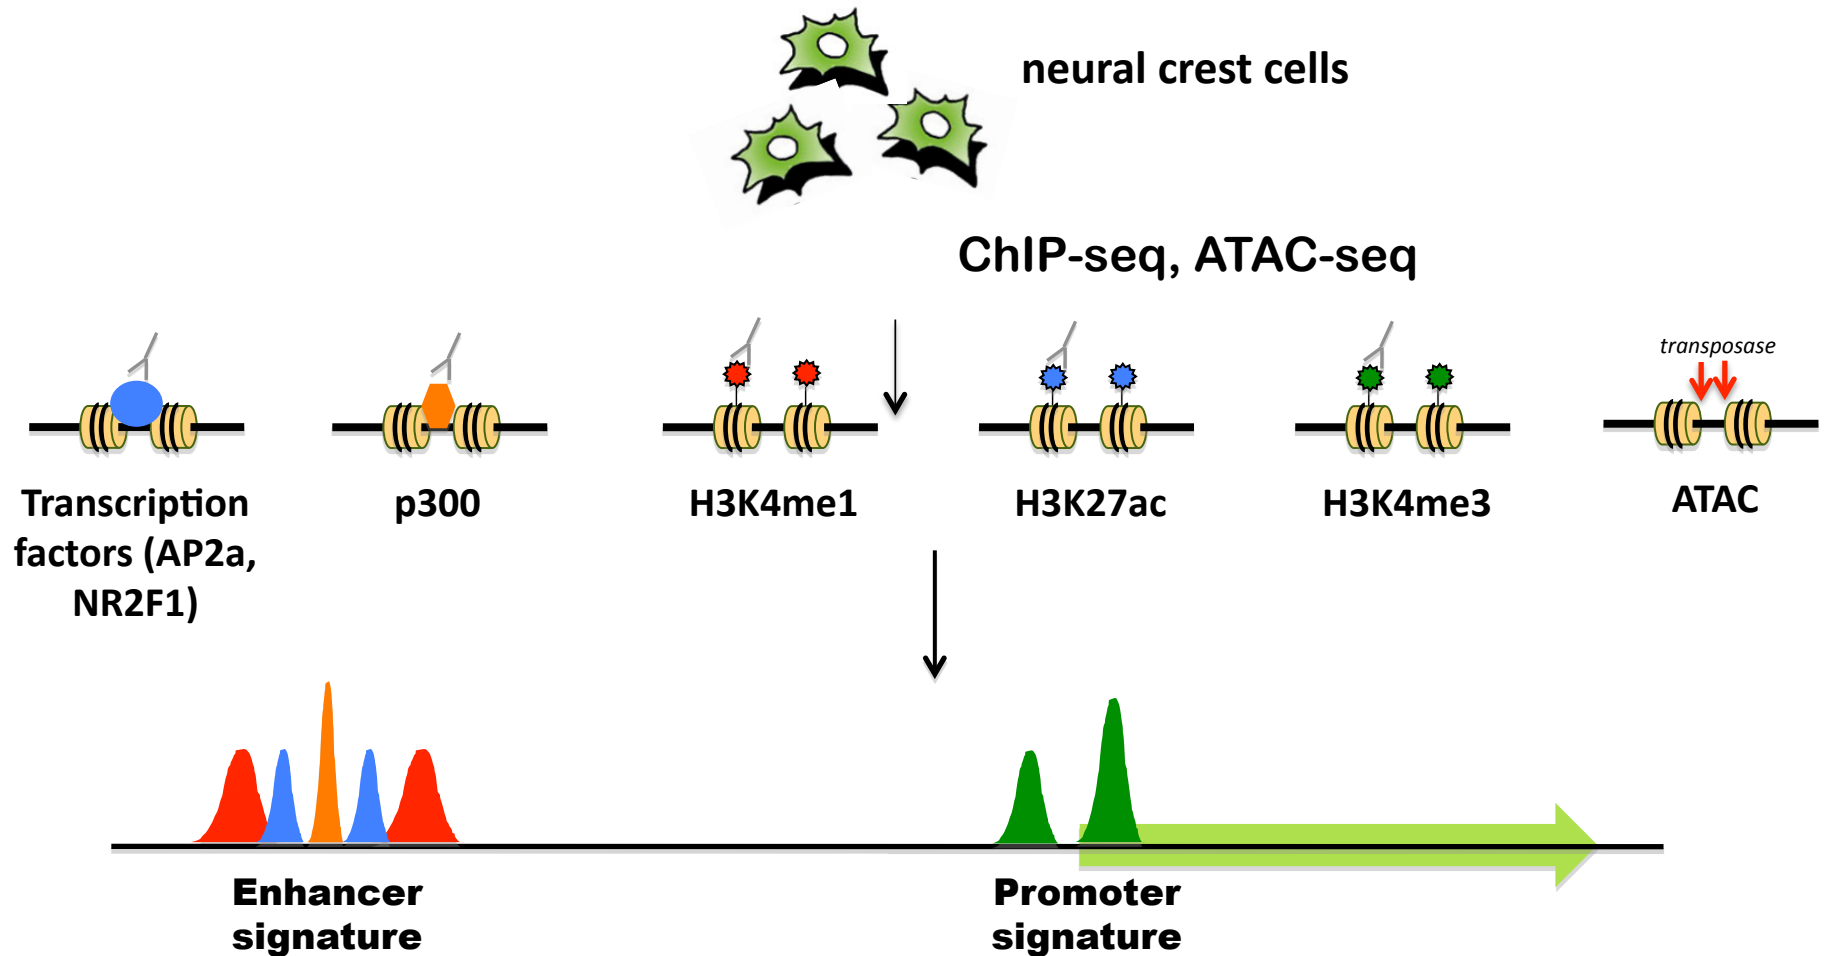 neural crest cells
ChIP-seq, ATAC-seq
transposase
Transcription
factors (AP2a,
NR2F1)
p300
H3K4me1
H3K27ac
H3K4me3
ATAC
Enhancer
signature
Promoter
signature